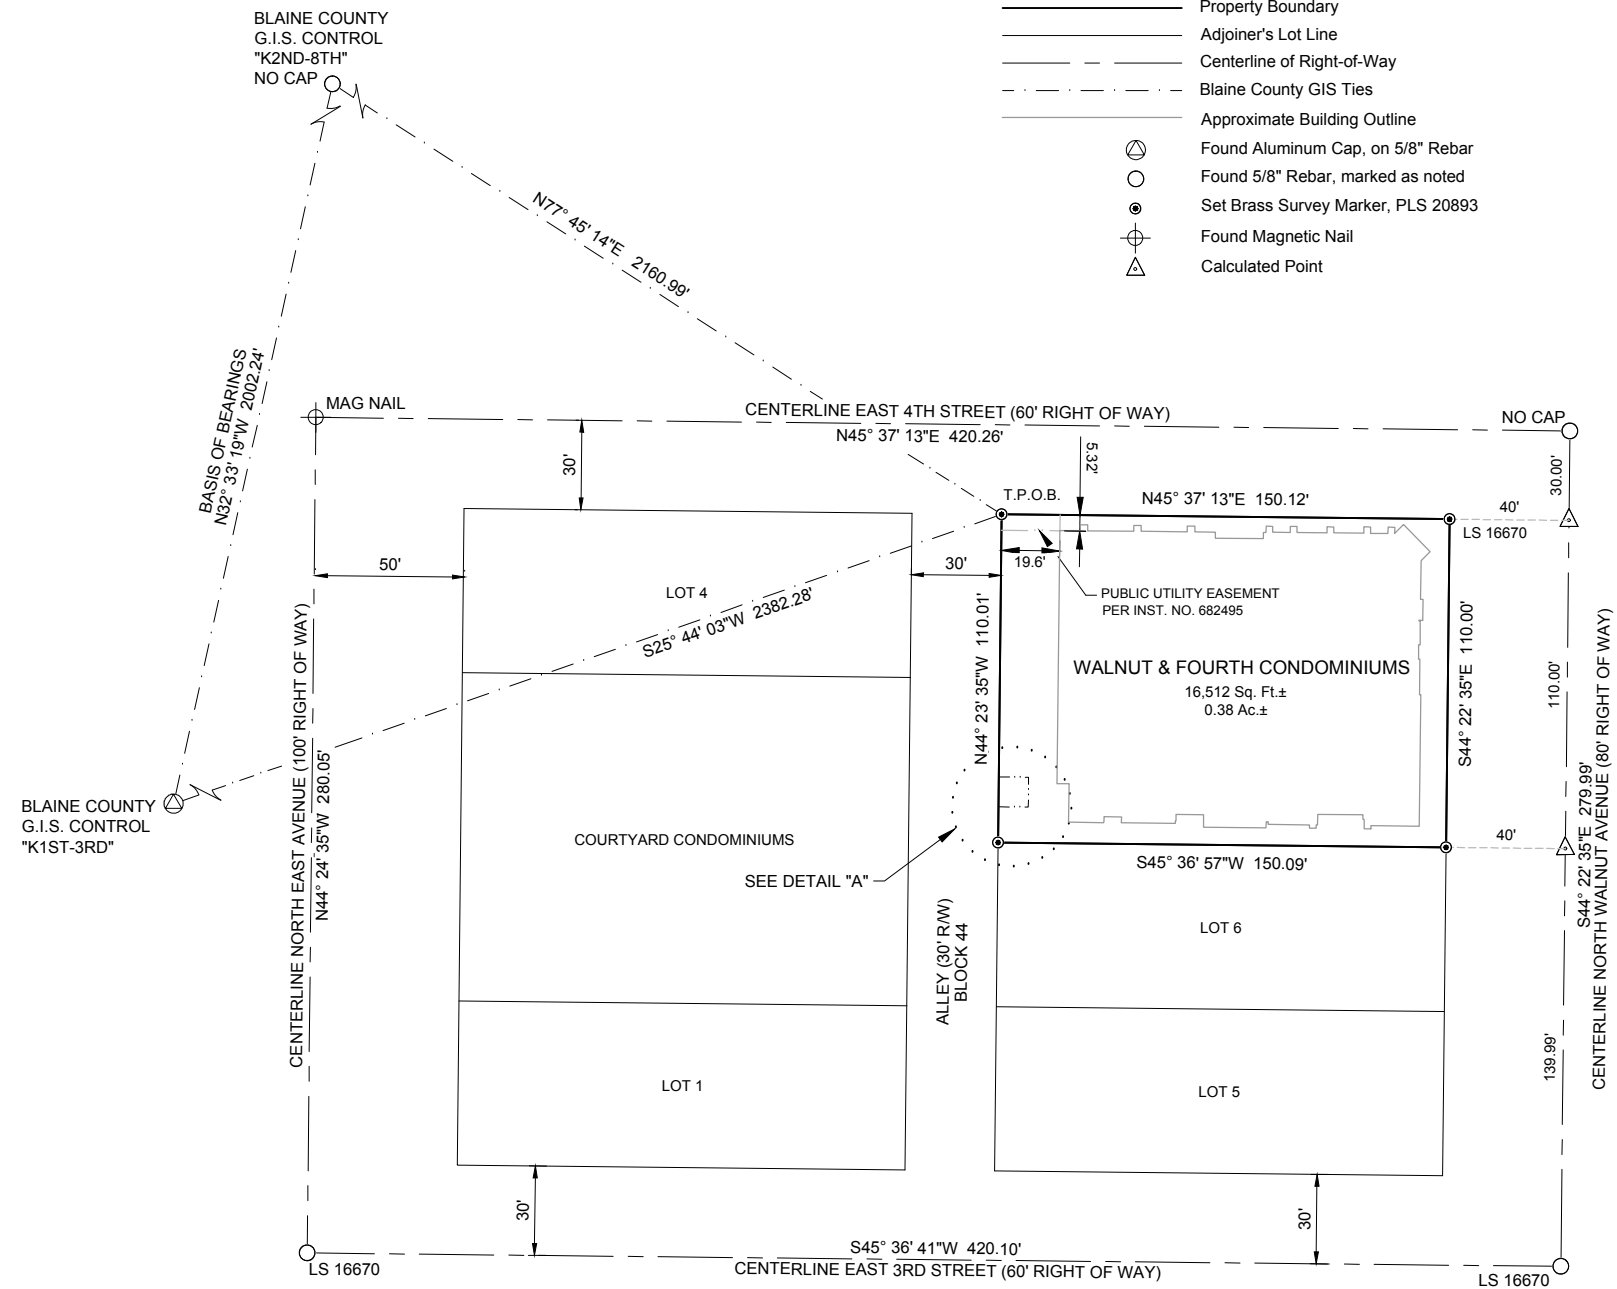 BLAINE COUNTY
G.I.S. CONTROL
"K2ND-8TH"
NO CAP
Property Boundary
Adjoiner's Lot Line
Centerline of Right-of-Way
Blaine County GIS Ties
Approximate Building Outline
Found Aluminum Cap, on 5/8" Rebar
Found 5/8" Rebar, marked as noted
Set Brass Survey Marker, PLS 20893
Found Magnetic Nail
Calculated Point
N77° 45' 14"E 2160.99'
BASIS OF BEARINGS
N32° 33' 19"W 2002.24'
MAG NAIL
CENTERLINE EAST 4TH STREET (60' RIGHT OF WAY)
N45° 37' 13"E 420.26'
NO CAP
30'
5.32'
30.00'
T.P.O.B.
N45° 37' 13"E 150.12'
40'
LS 16670
50'
30'
19.6'
LOT 4
PUBLIC UTILITY EASEMENT
PER INST. NO. 682495
S25° 44' 03"W 2382.28'
N44° 23' 35"W 110.01'
WALNUT & FOURTH CONDOMINIUMS
16,512 Sq. Ft.±
0.38 Ac.±
S44° 22' 35"E 110.00'
110.00'
BLAINE COUNTY
G.I.S. CONTROL
"K1ST-3RD"
CENTERLINE NORTH EAST AVENUE (100' RIGHT OF WAY)
N44° 24' 35"W 280.05'
COURTYARD CONDOMINIUMS
SEE DETAIL "A"
S45° 36' 57"W 150.09'
40'
S44° 22' 35"E 279.99'
CENTERLINE NORTH WALNUT AVENUE (80' RIGHT OF WAY)
ALLEY (30' R/W)
BLOCK 44
LOT 6
139.99'
LOT 1
LOT 5
30'
30'
S45° 36' 41"W 420.10'
CENTERLINE EAST 3RD STREET (60' RIGHT OF WAY)
LS 16670
LS 16670